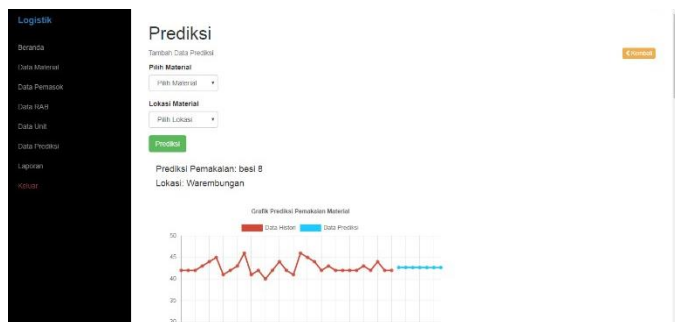 Logistik
Beranda
Data Material
Data Pemasok
Data RAB
Data Unit
Data Prediksi
Laporan
Keluar
Prediksi
Tambah Data Prediksi
Kembali
Pilih Material
Pilih Material
Lokasi Material
Pilih Lokasi
Prediksi
Prediksi Pemakaian: besi 8
Lokasi: Warembungan
Grafik Prediksi Pemakaian Material
Data Histori Data Prediksi
50
45
40
35
30